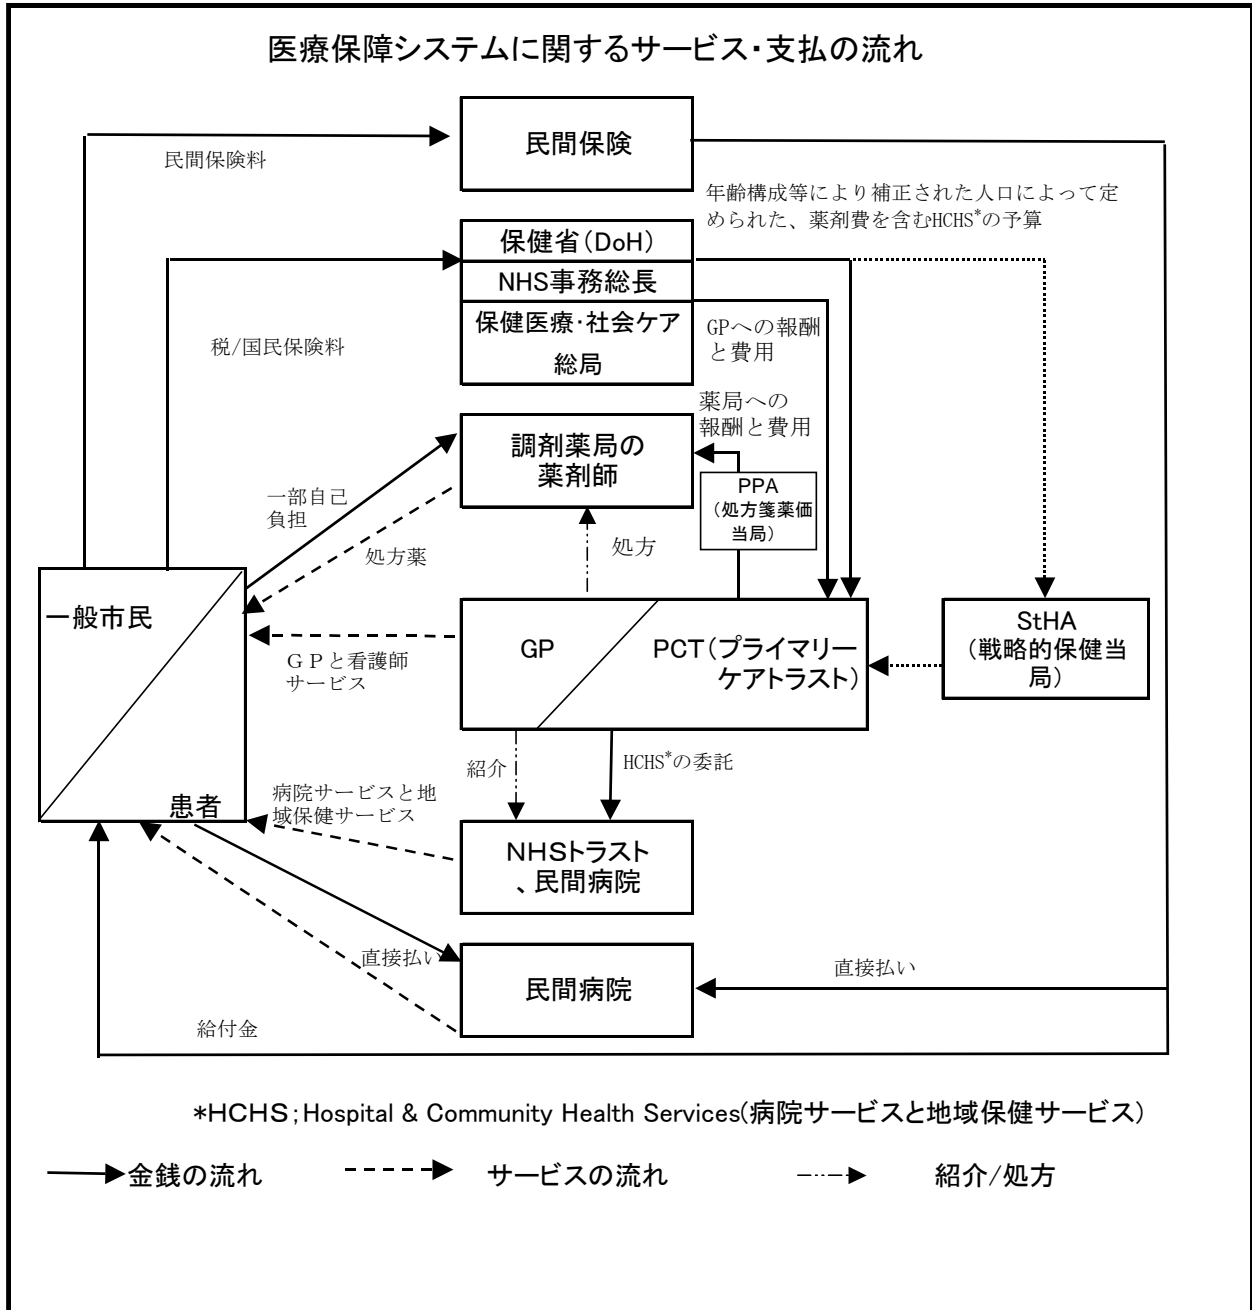 医療保障システムに関するサービス・支払の流れ
民間保険
民間保険料
年齢構成等により補正された人口によって定
められた、薬剤費を含むHCHS*の予算
保健省(DoH)
NHS事務総長
保健医療・社会ケア
総局
税/国民保険料
GPへの報酬
と費用
薬局への
報酬と費用
調剤薬局の
薬剤師
PPA
(処方箋薬価
当局)
一部自己
負担
処方薬
処方
一般市民
患者
GPと看護師
サービス
GP
PCT(プライマリー
ケアトラスト)
StHA
(戦略的保健当
局)
紹介
HCHS*の委託
病院サービスと地
域保健サービス
NHSトラスト
、民間病院
直接払い
民間病院
直接払い
給付金
*HCHS;Hospital & Community Health Services(病院サービスと地域保健サービス)
金銭の流れ
サービスの流れ
紹介/処方